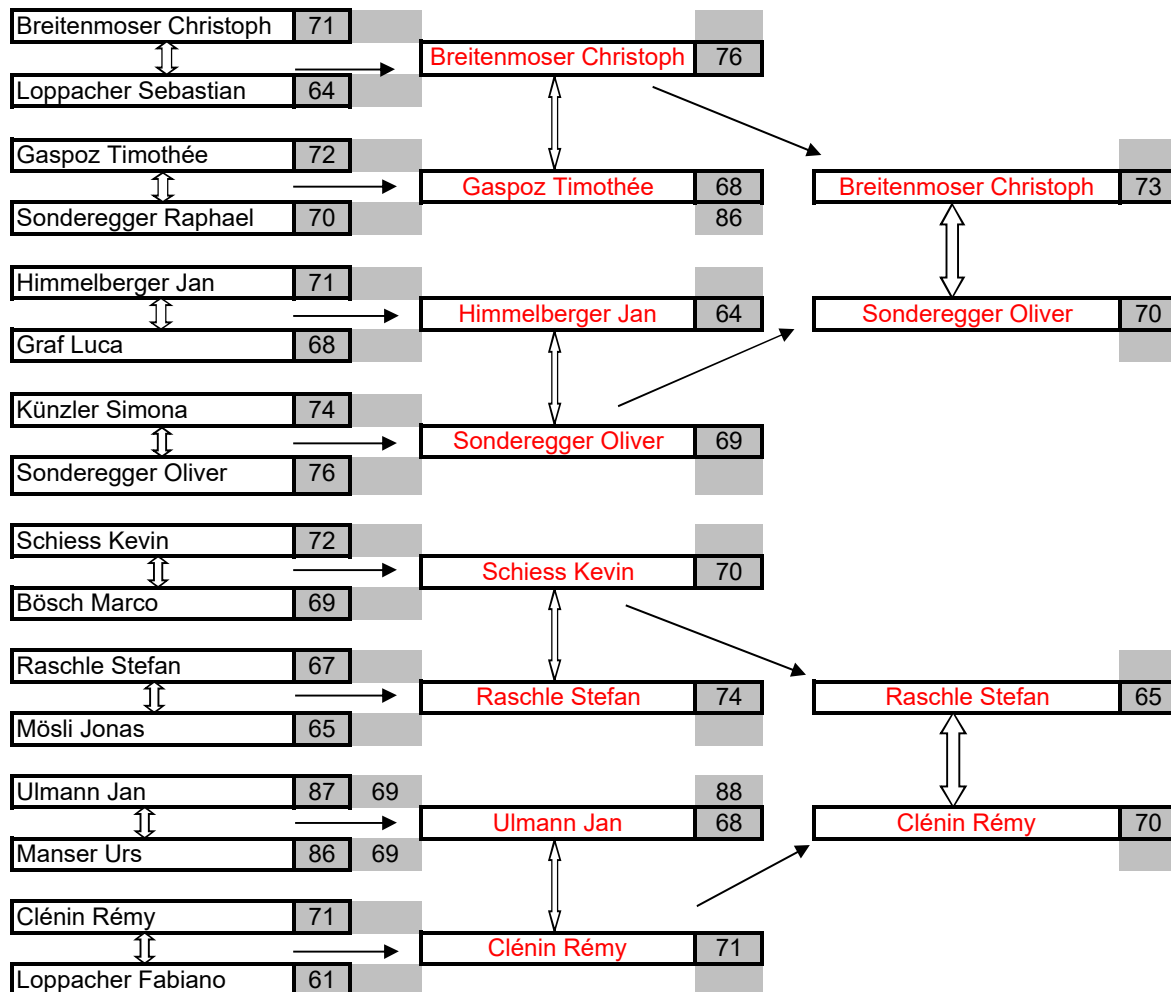 Breitenmoser Christoph 71
Breitenmoser Christoph 76
Loppacher Sebastian 64
Gaspoz Timothée 72
Gaspoz Timothée 68 Breitenmoser Christoph 73
Sonderegger Raphael 70 86
Himmelberger Jan 71
Himmelberger Jan 64 Sonderegger Oliver 70
Graf Luca 68
Künzler Simona 74
Sonderegger Oliver 69
Sonderegger Oliver 76
Schiess Kevin 72
Schiess Kevin 70
Bösch Marco 69
Raschle Stefan 67
Raschle Stefan 74 Raschle Stefan 65
Mösli Jonas 65
Ulmann Jan 87 69 88
Ulmann Jan 68 Clénin Rémy 70
Manser Urs 86 69
Clénin Rémy 71
Clénin Rémy 71
Loppacher Fabiano 61